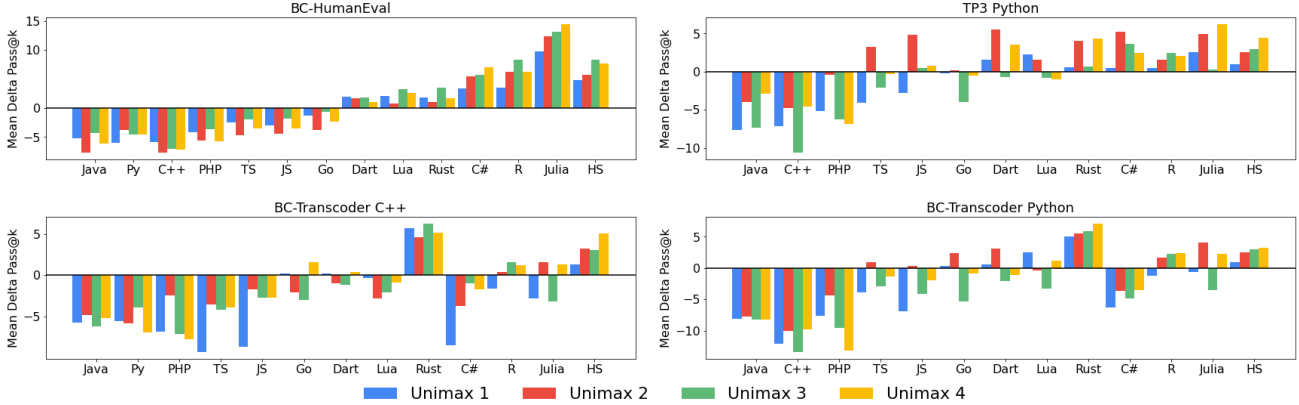 BC-HumanEval
Mean Delta Pass@k
15
10
5
0
−5
Java Py C++ PHP TS JS Go Dart Lua Rust C# R Julia HS
TP3 Python
Mean Delta Pass@k
5
0
−5
−10
Java C++ PHP TS JS Go Dart Lua Rust C# R Julia HS
BC-Transcoder C++
Mean Delta Pass@k
5
0
−5
Java Py PHP TS JS Go Dart Lua Rust C# R Julia HS
BC-Transcoder Python
Mean Delta Pass@k
5
0
−5
−10
Java C++ PHP TS JS Go Dart Lua Rust C# R Julia HS
Unimax 1 Unimax 2 Unimax 3 Unimax 4